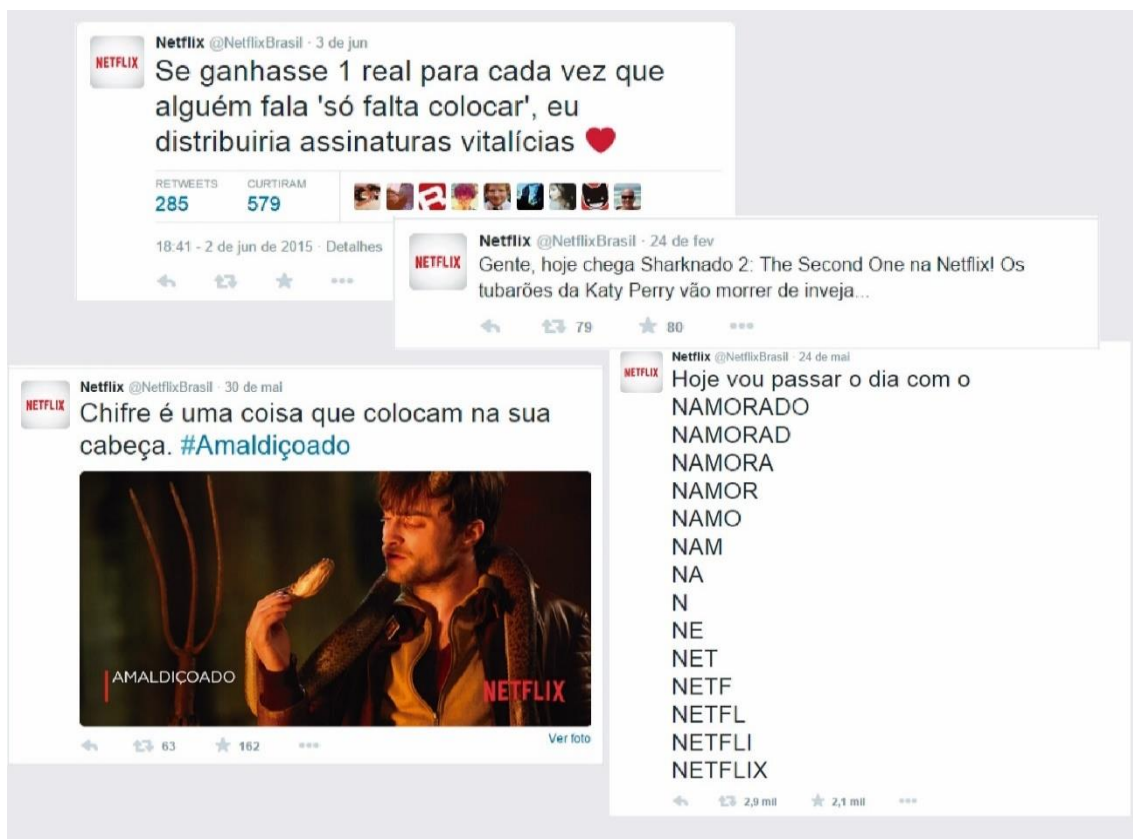 NETFLIX
Netflix @NetflixBrasil · 3 de jun
Se ganhasse 1 real para cada vez que
alguém fala 'só falta colocar', eu
distribuiria assinaturas vitalícias ❤
RETWEETS CURTIRAM
285 579
18:41 - 2 de jun de 2015 · Detalhes
NETFLIX
Netflix @NetflixBrasil · 24 de fev
Gente, hoje chega Sharknado 2: The Second One na Netflix! Os
tubarões da Katy Perry vão morrer de inveja...
79 80
NETFLIX
Netflix @NetflixBrasil · 30 de mai
Chifre é uma coisa que colocam na sua
cabeça. #Amaldiçoado
AMALDIÇOADO
NETFLIX
63 162
Ver foto
NETFLIX
Netflix @NetflixBrasil · 24 de mai
Hoje vou passar o dia com o
NAMORADO
NAMORAD
NAMORA
NAMOR
NAMO
NAM
NA
N
NE
NET
NETF
NETFL
NETFLI
NETFLIX
2,9 mil 2,1 mil